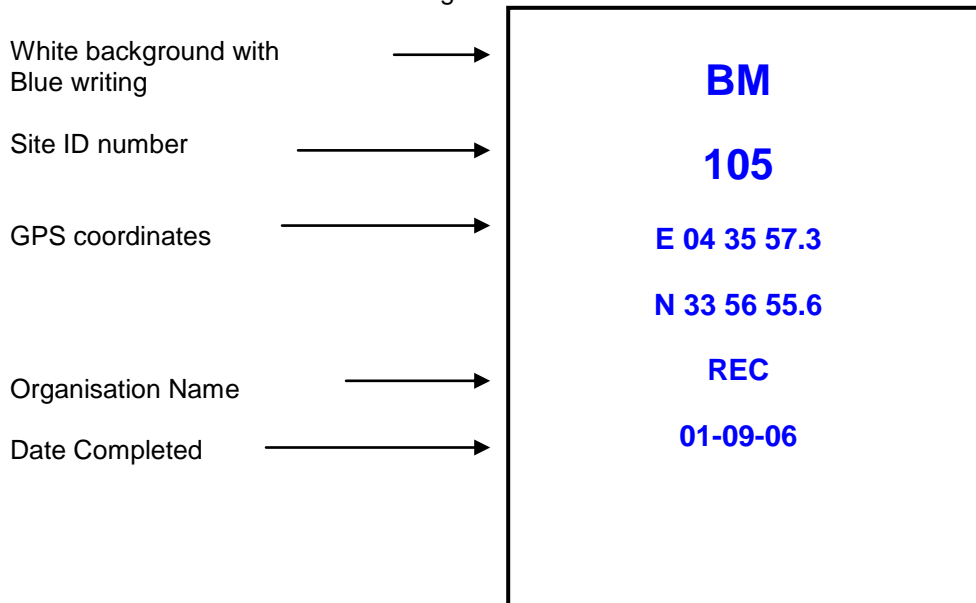 White background with
Blue writing
Site ID number
GPS coordinates
Organisation Name
Date Completed
BM
105
E 04 35 57.3
N 33 56 55.6
REC
01-09-06